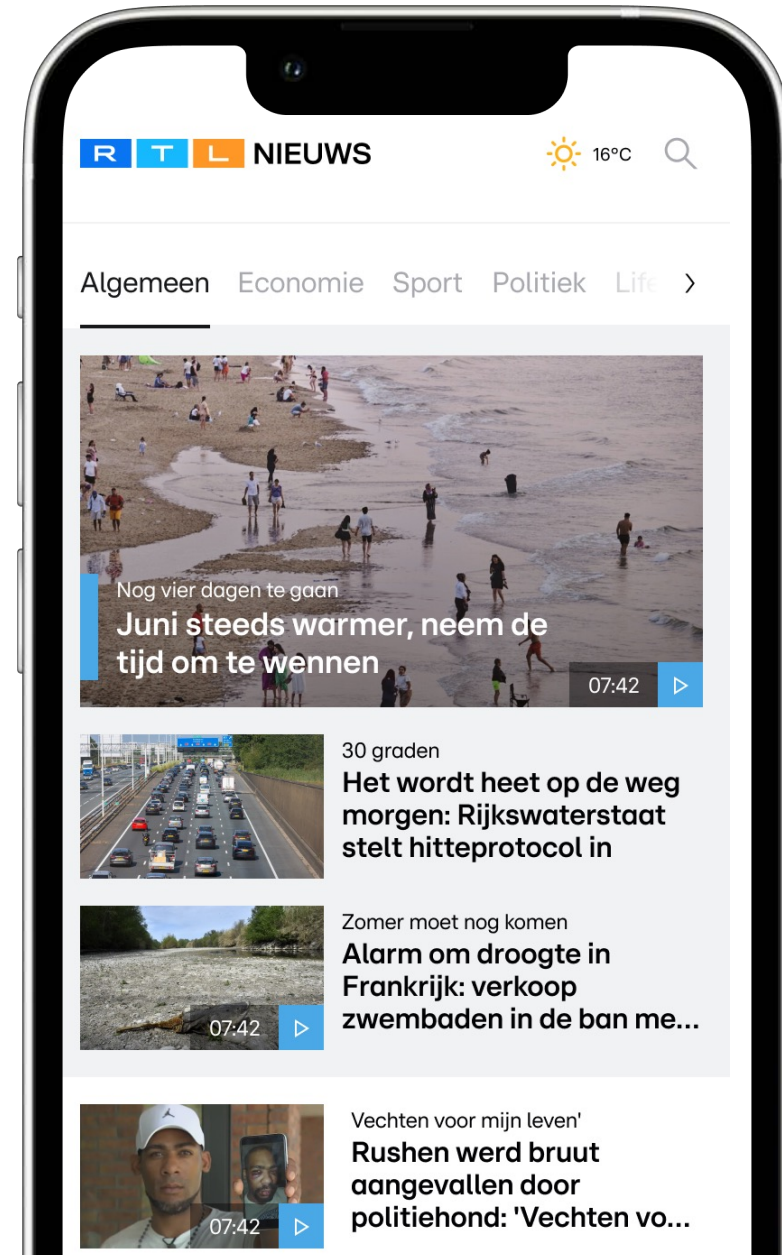 RTL NIEUWS
16°C
Algemeen Economie Sport Politiek Life
Nog vier dagen te gaan
Juni steeds warmer, neem de
tijd om te wennen
07:42
30 graden
Het wordt heet op de weg
morgen: Rijkswaterstaat
stelt hitteprotocol in
Zomer moet nog komen
Alarm om droogte in
Frankrijk: verkoop
zwembaden in de ban me...
07:42
Vechten voor mijn leven'
Rushen werd bruut
aangevallen door
politiehond: 'Vechten vo...
07:42